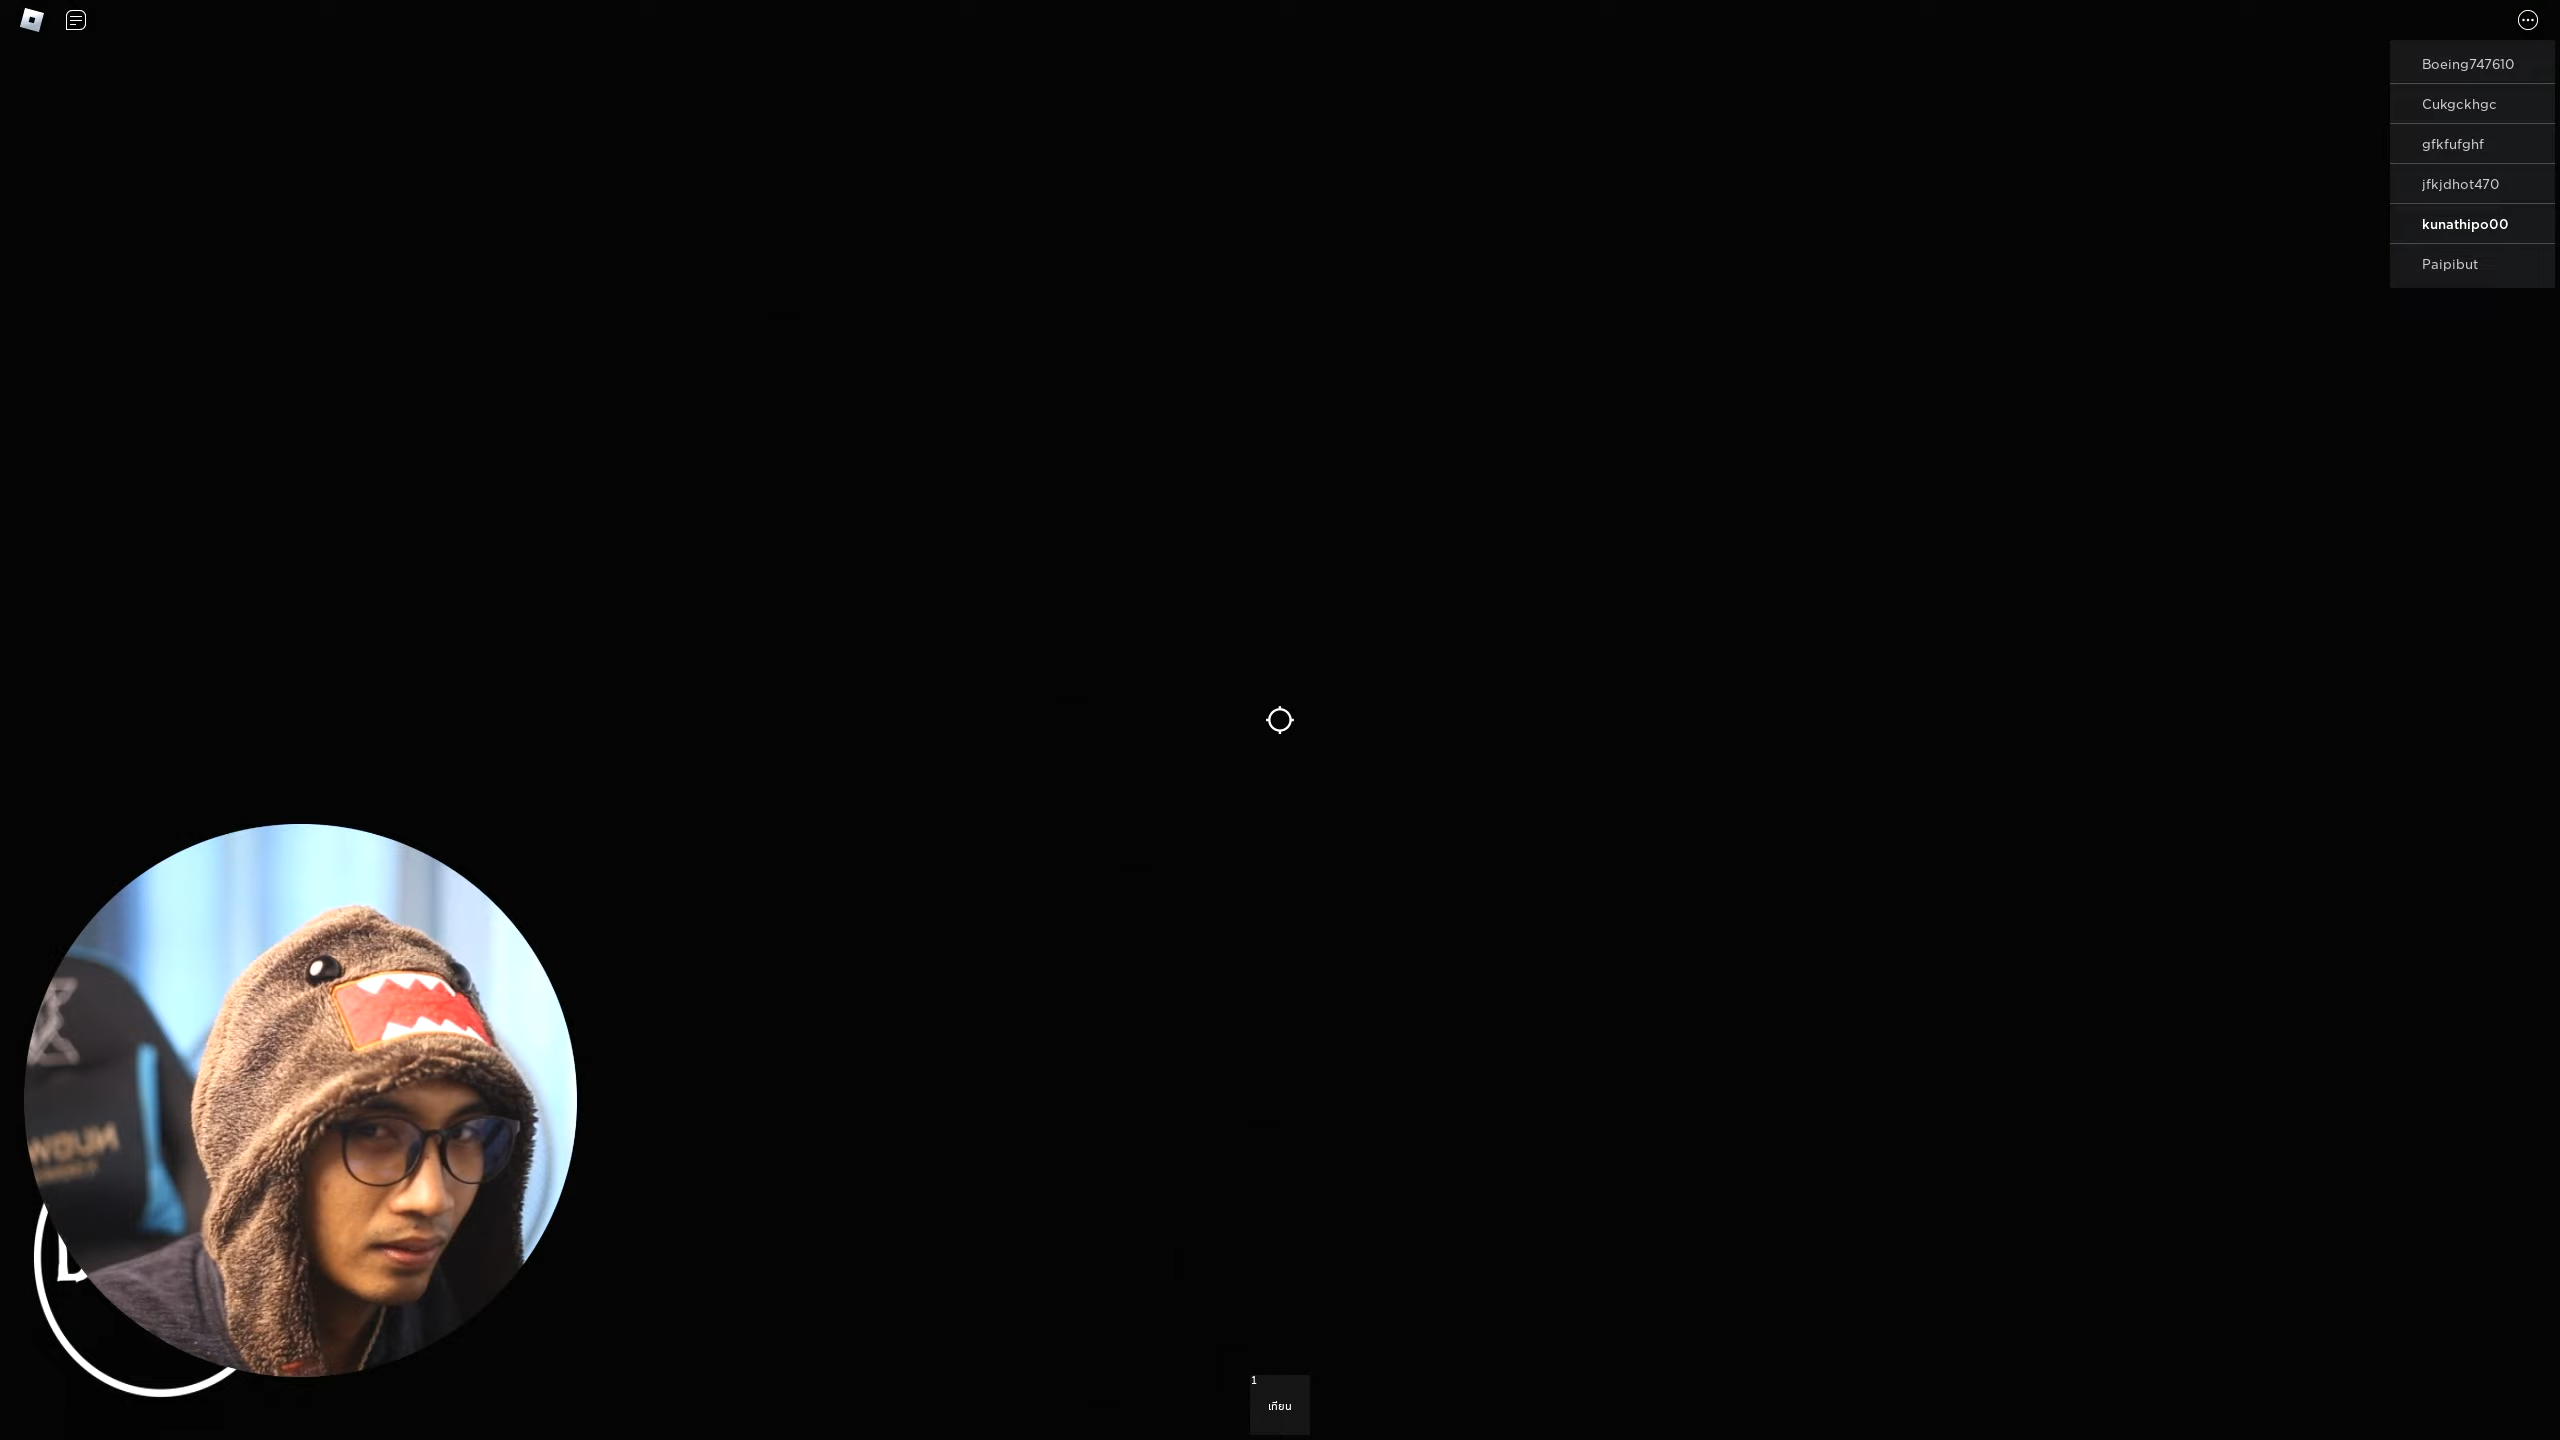 Boeing747610
Cukgckhgc
gfkfufghf
jfkjdhot470
kunathipo00
Paipibut
1
เทียน